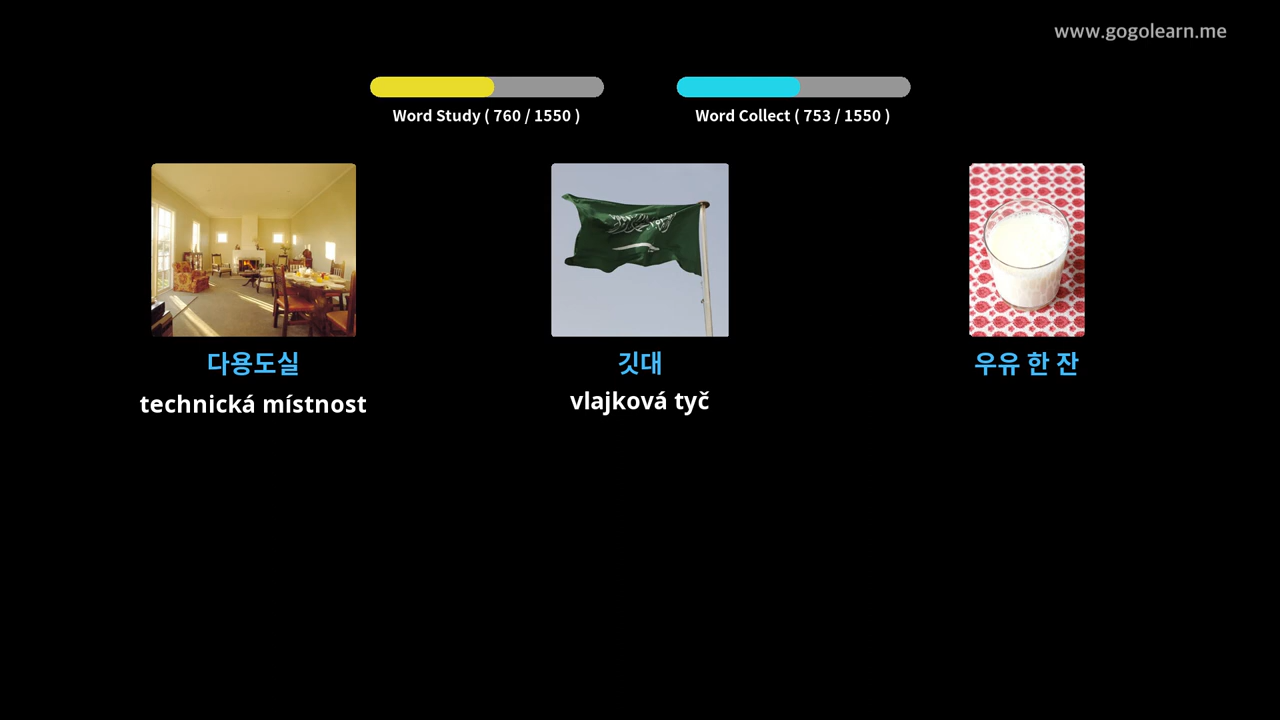 www.gogolearn.me
Word Study ( 760 / 1550 )
Word Collect ( 753 / 1550 )
다용도실
technická místnost
깃대
vlajková tyč
우유 한 잔